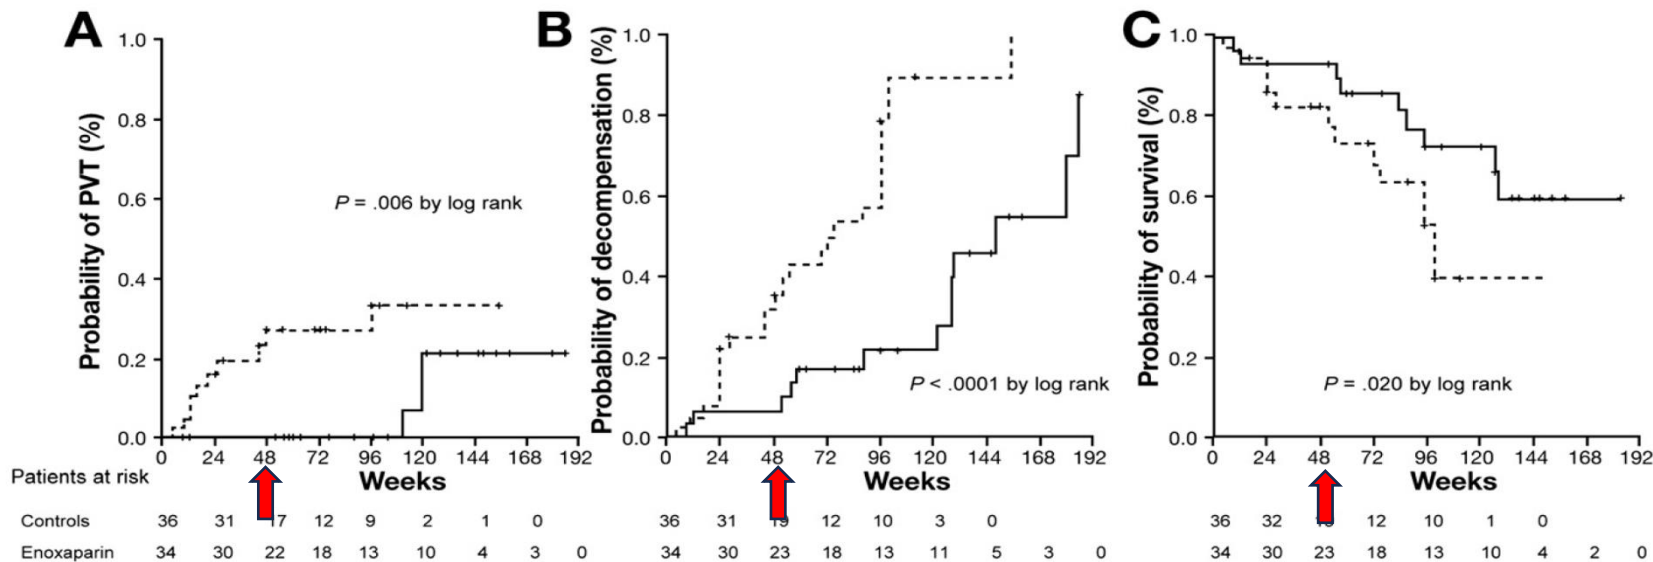 A
Probability of PVT (%)
1.0
0.8
0.6
0.4
0.2
0.0
P = .006 by log rank
0 24 48 72 96 120 144 168 192
Weeks
B
Probability of decompensation (%)
1.0
0.8
0.6
0.4
0.2
0.0
P < .0001 by log rank
0 24 48 72 96 120 144 168 192
Weeks
C
Probability of survival (%)
1.0
0.8
0.6
0.4
0.2
0.0
P = .020 by log rank
0 24 48 72 96 120 144 168 192
Weeks
Patients at risk
Controls 36 31 17 12 9 2 1 0
Enoxaparin 34 30 22 18 13 10 4 3 0
36 31 19 12 10 3 0
34 30 23 18 13 11 5 3 0
36 32 12 10 1 0
34 30 23 18 13 10 4 2 0